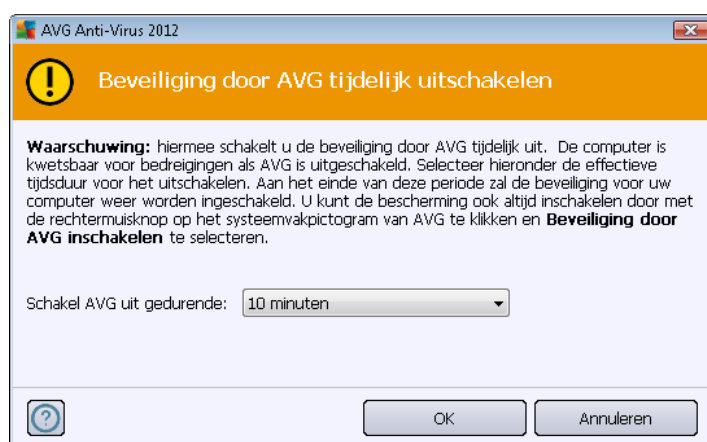 AVG Anti-Virus 2012
Beveiliging door AVG tijdelijk uitschakelen
Waarschuwing: hiermee schakelt u de beveiliging door AVG tijdelijk uit. De computer is
kwetsbaar voor bedreigingen als AVG is uitgeschakeld. Selecteer hieronder de effectieve
tijdsduur voor het uitschakelen. Aan het einde van deze periode zal de beveiliging voor uw
computer weer worden ingeschakeld. U kunt de bescherming ook altijd inschakelen door met
de rechtermuisknop op het systeemvakpictogram van AVG te klikken en Beveiliging door
AVG inschakelen te selecteren.
Schakel AVG uit gedurende: 10 minuten
? OK Annuleren